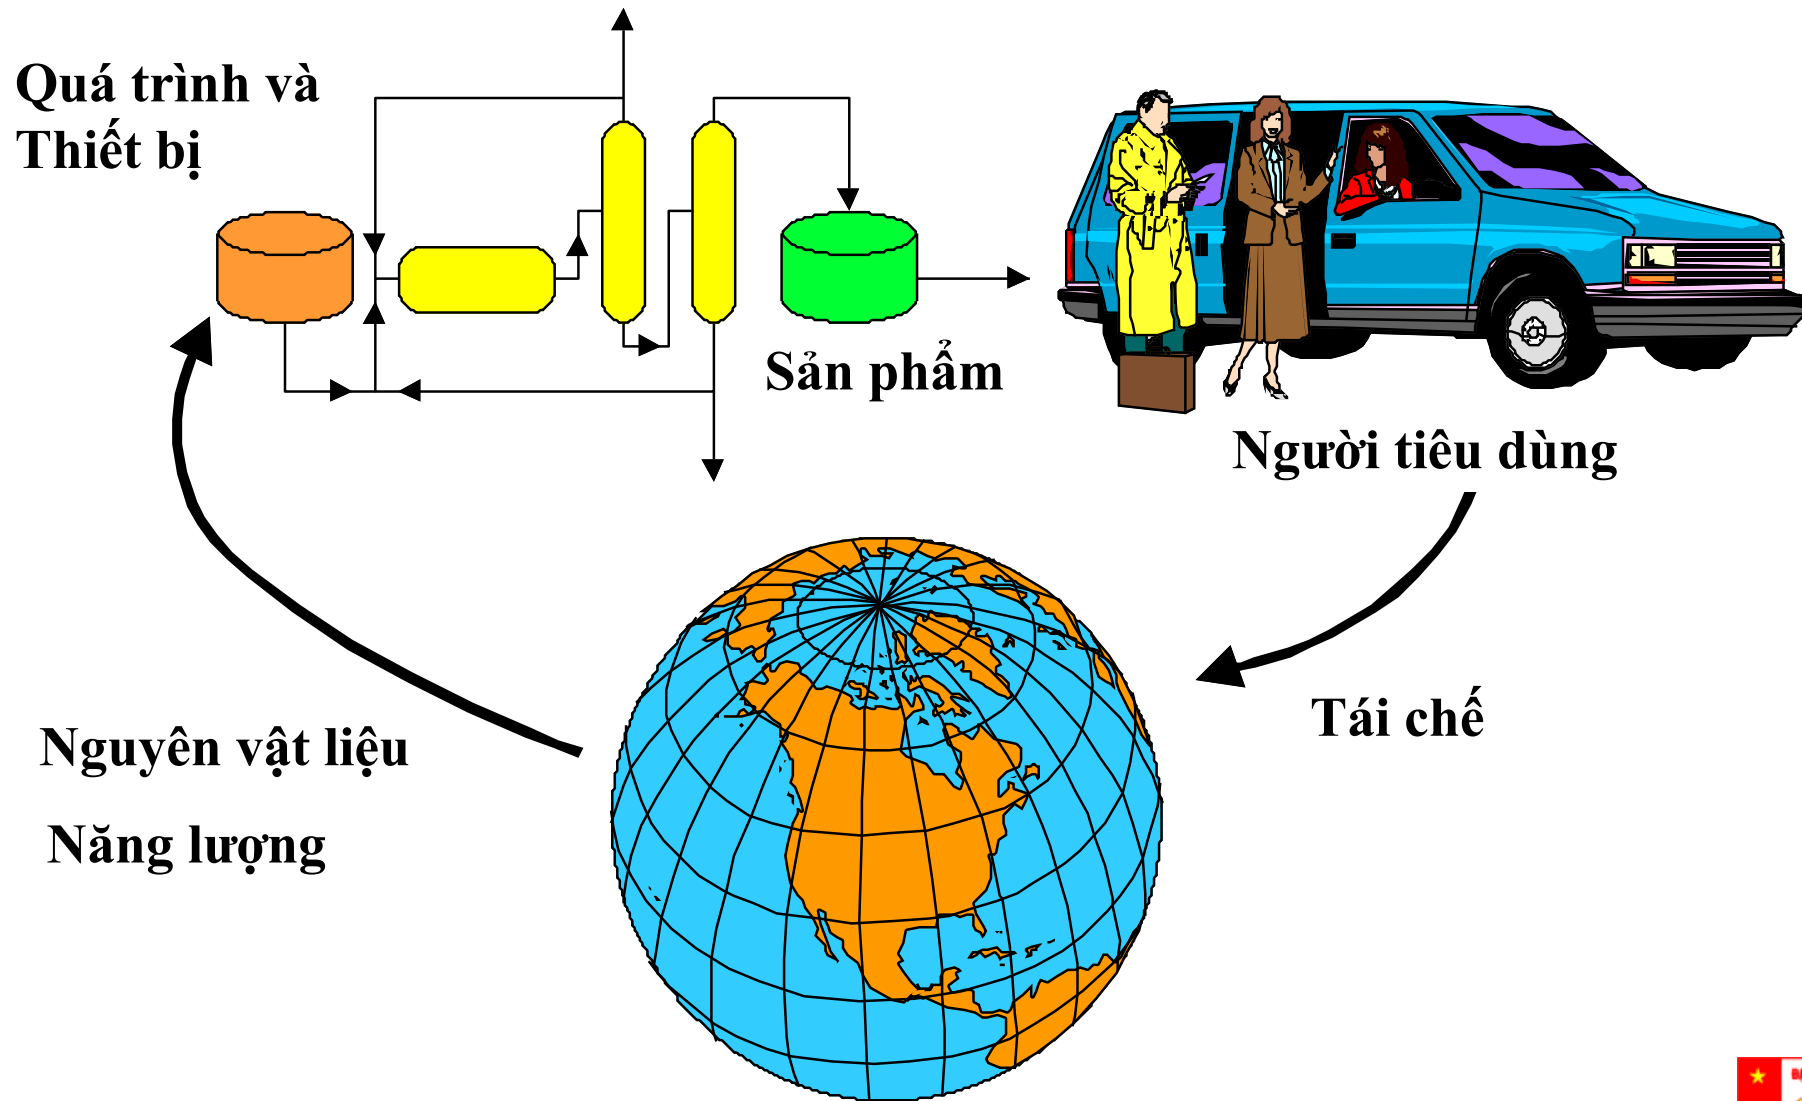 Quá trình và
Thiết bị
Sản phẩm
Người tiêu dùng
Tái chế
Nguyên vật liệu
Năng lượng